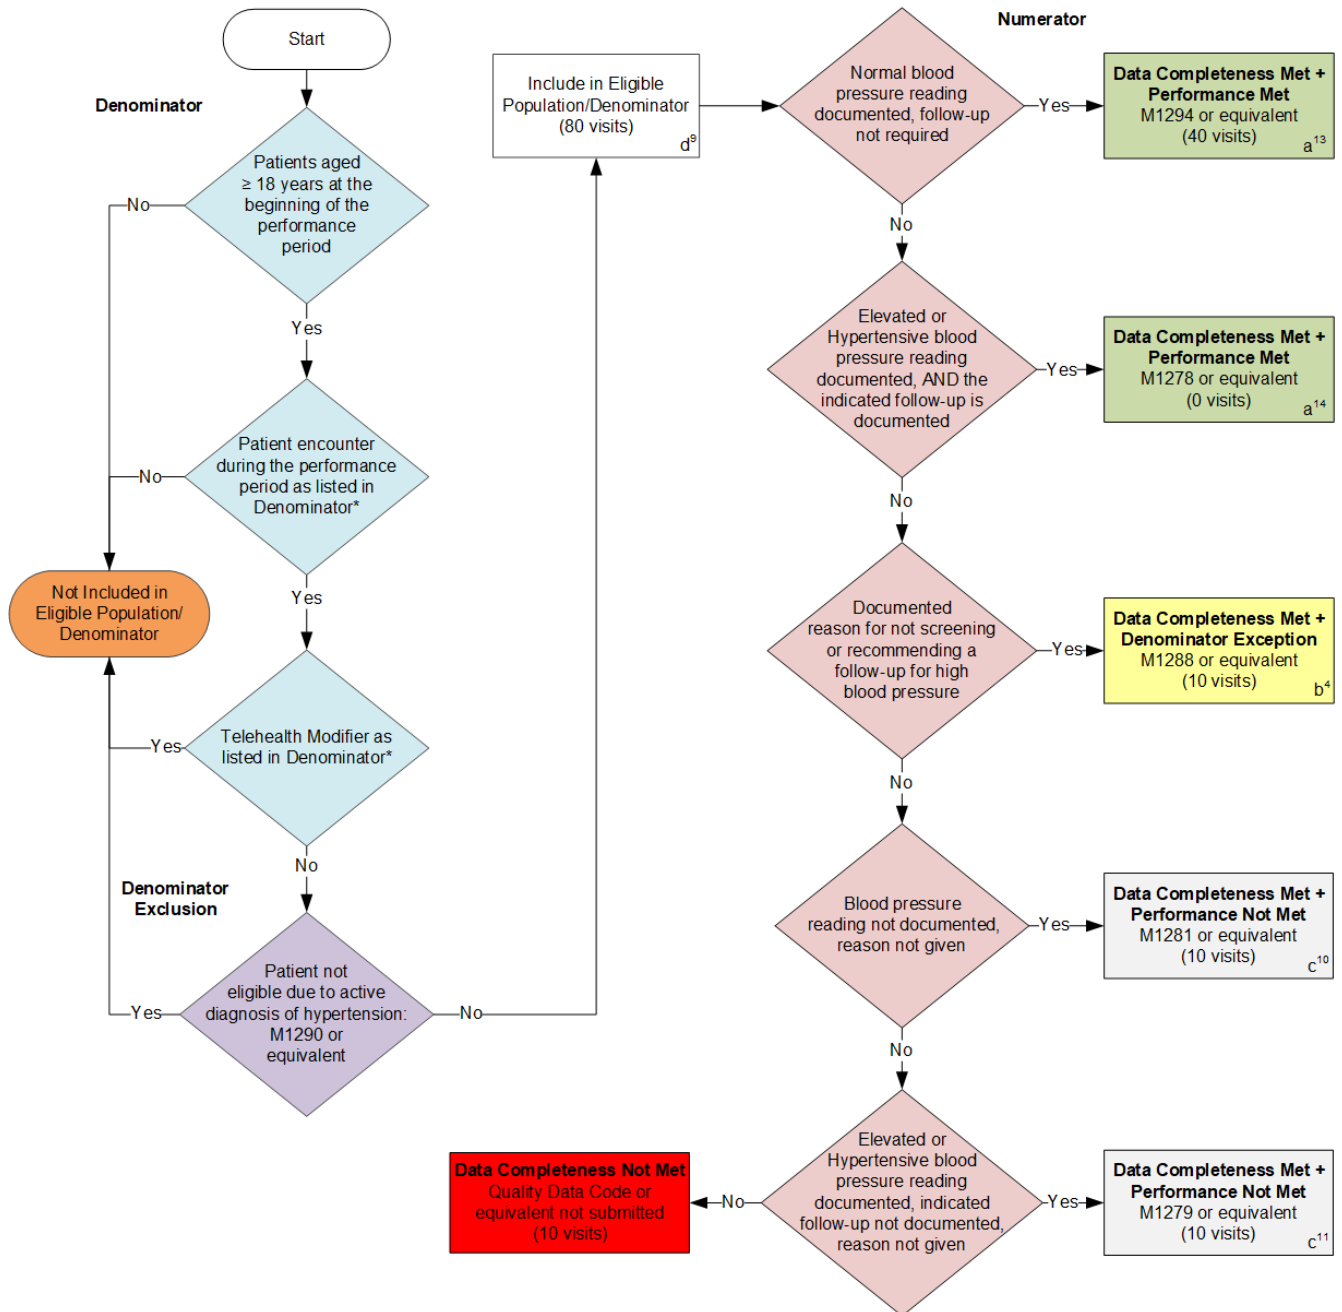 Start
Denominator
Patients aged
≥ 18 years at the
beginning of the
performance
period
No
Yes
Patient encounter
during the performance
period as listed in
Denominator*
No
Yes
Not Included in
Eligible Population/
Denominator
Telehealth Modifier as
listed in Denominator*
Yes
No
Denominator
Exclusion
Patient not
eligible due to active
diagnosis of hypertension:
M1290 or
equivalent
Yes
No
Include in Eligible
Population/Denominator
(80 visits)
d⁹
Numerator
Normal blood
pressure reading
documented, follow-up
not required
Yes
Data Completeness Met +
Performance Met
M1294 or equivalent
(40 visits)
a¹³
No
Elevated or
Hypertensive blood
pressure reading
documented, AND the
indicated follow-up is
documented
Yes
Data Completeness Met +
Performance Met
M1278 or equivalent
(0 visits)
a¹⁴
No
Documented
reason for not screening
or recommending a
follow-up for high
blood pressure
Yes
Data Completeness Met +
Denominator Exception
M1288 or equivalent
(10 visits)
b⁴
No
Blood pressure
reading not documented,
reason not given
Yes
Data Completeness Met +
Performance Not Met
M1281 or equivalent
(10 visits)
c¹⁰
No
Elevated or
Hypertensive blood
pressure reading
documented, indicated
follow-up not documented,
reason not given
Yes
Data Completeness Met +
Performance Not Met
M1279 or equivalent
(10 visits)
c¹¹
No
Data Completeness Not Met
Quality Data Code or
equivalent not submitted
(10 visits)